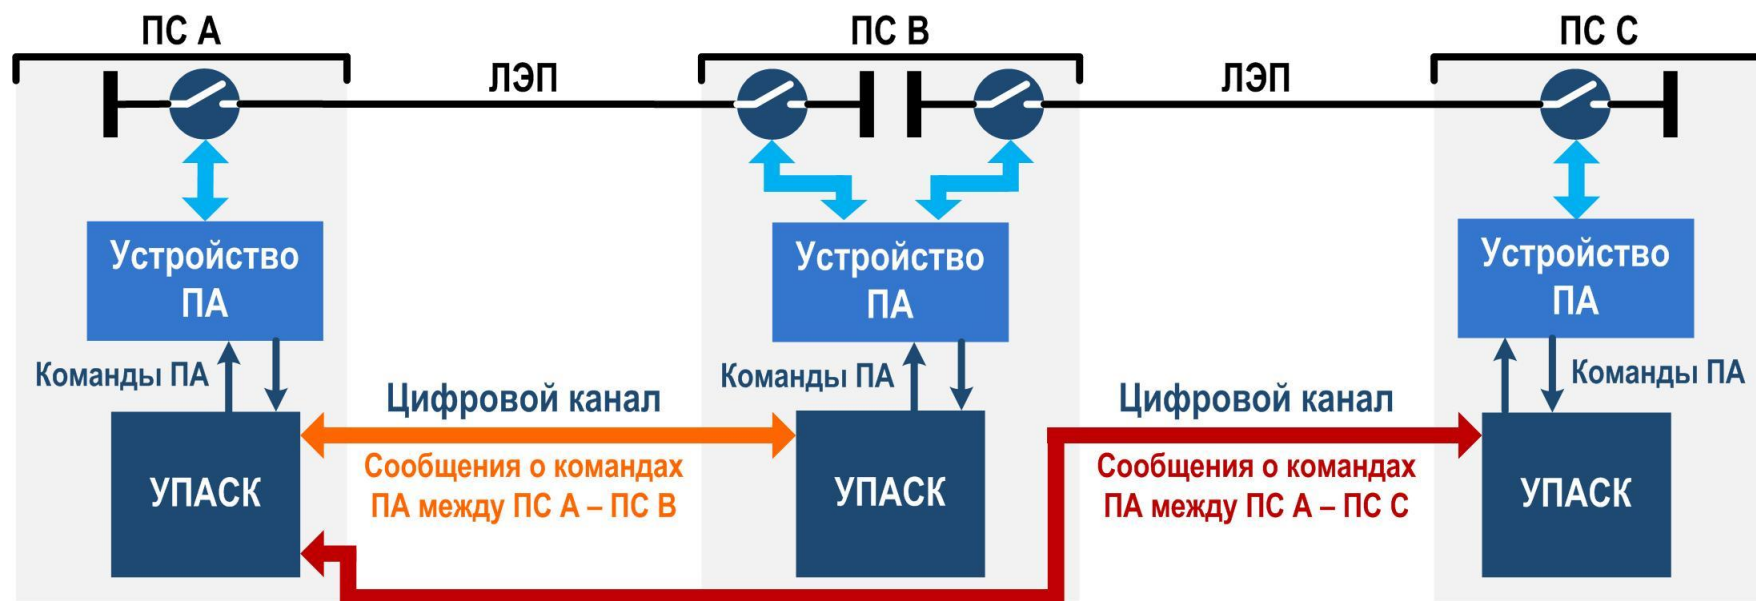 ПС А
ПС В
ПС С
ЛЭП
ЛЭП
Устройство
ПА
Устройство
ПА
Устройство
ПА
Команды ПА
Команды ПА
Команды ПА
Цифровой канал
Цифровой канал
Сообщения о командах
ПА между ПС А – ПС В
Сообщения о командах
ПА между ПС А – ПС С
УПАСК
УПАСК
УПАСК